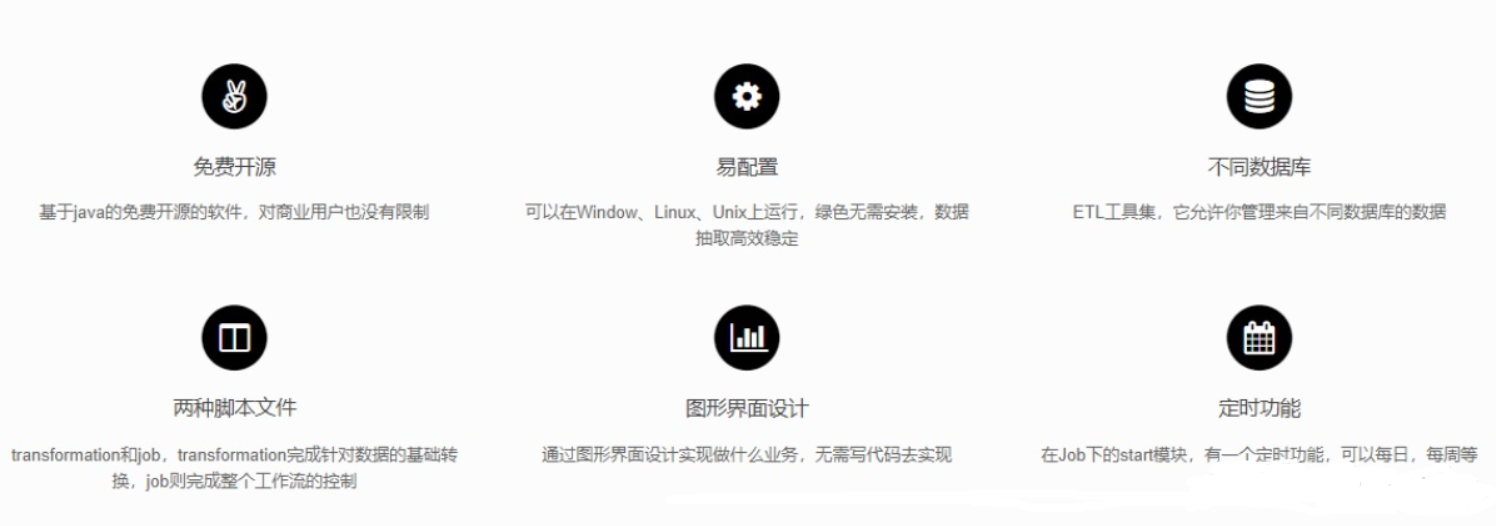 免费开源
基于java的免费开源的软件，对商业用户也没有限制
易配置
可以在Window、Linux、Unix上运行，绿色无需安装，数据
抽取高效稳定
不同数据库
ETL工具集，它允许你管理来自不同数据库的数据
两种脚本文件
transformation和job，transformation完成针对数据的基础转
换，job则完成整个工作流的控制
图形界面设计
通过图形界面设计实现做什么业务，无需写代码去实现
定时功能
在Job下的start模块，有一个定时功能，可以每日，每周等